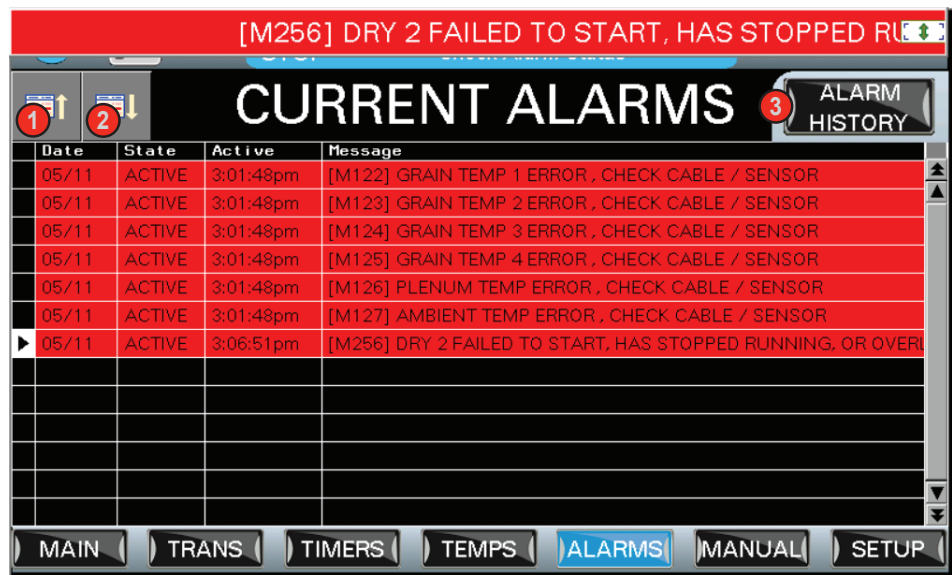 [M256] DRY 2 FAILED TO START, HAS STOPPED RU
CURRENT ALARMS
1
2
3
ALARM
HISTORY
Date State Active Message
05/11 ACTIVE 3:01:48pm [M122] GRAIN TEMP 1 ERROR , CHECK CABLE / SENSOR
05/11 ACTIVE 3:01:48pm [M123] GRAIN TEMP 2 ERROR , CHECK CABLE / SENSOR
05/11 ACTIVE 3:01:48pm [M124] GRAIN TEMP 3 ERROR , CHECK CABLE / SENSOR
05/11 ACTIVE 3:01:48pm [M125] GRAIN TEMP 4 ERROR , CHECK CABLE / SENSOR
05/11 ACTIVE 3:01:48pm [M126] PLENUM TEMP ERROR , CHECK CABLE / SENSOR
05/11 ACTIVE 3:01:48pm [M127] AMBIENT TEMP ERROR , CHECK CABLE / SENSOR
05/11 ACTIVE 3:06:51pm [M256] DRY 2 FAILED TO START, HAS STOPPED RUNNING, OR OVERL
MAIN TRANS TIMERS TEMPS ALARMS MANUAL SETUP